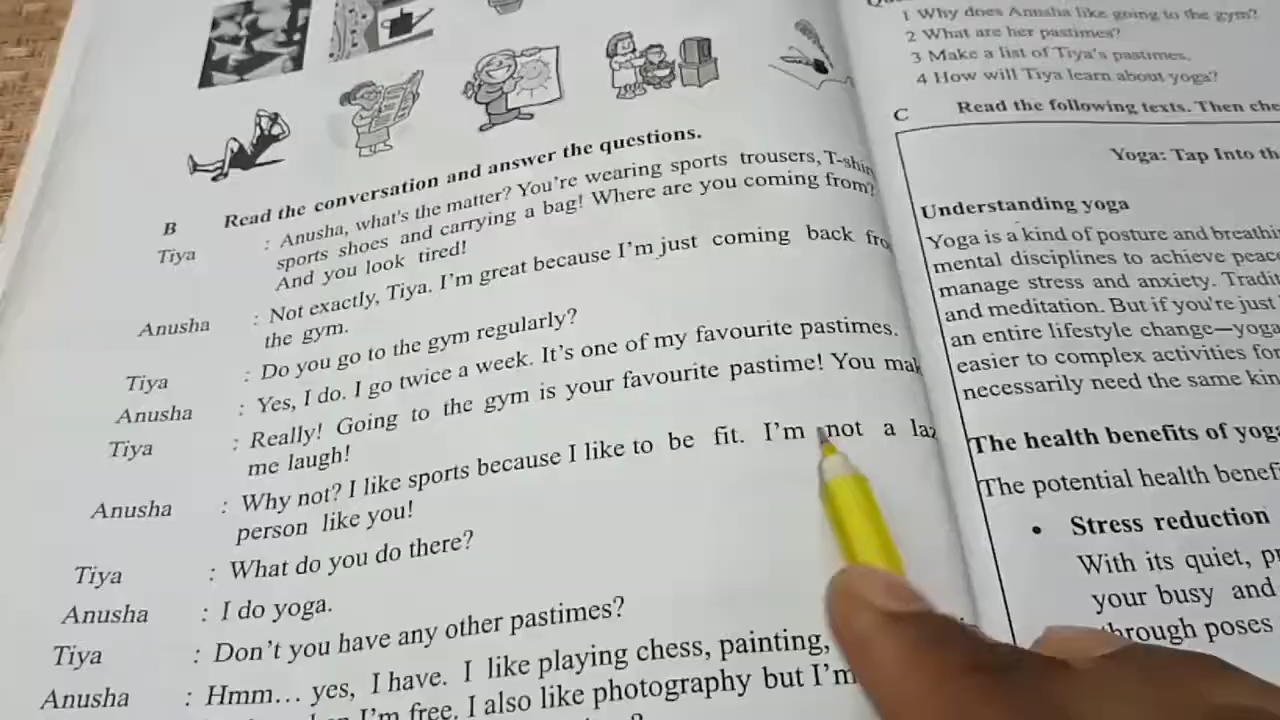 B Read the conversation and answer the questions.
Tiya : Anusha, what's the matter? You're wearing sports trousers, T-shir
sports shoes and carrying a bag! Where are you coming from?
And you look tired!
Anusha : Not exactly, Tiya. I'm great because I'm just coming back fro
the gym.
Tiya : Do you go to the gym regularly?
Anusha : Yes, I do. I go twice a week. It's one of my favourite pastimes.
Tiya : Really! Going to the gym is your favourite pastime! You mak
me laugh!
Anusha : Why not? I like sports because I like to be fit. I'm not a laz
person like you!
Tiya : What do you do there?
Anusha : I do yoga.
Tiya : Don't you have any other pastimes?
Anusha : Hmm... yes, I have. I like playing chess, painting,
I'm free. I also like photography but I'm
1 Why does Anusha like going to the gym?
2 What are her pastimes?
3 Make a list of Tiya's pastimes.
4 How will Tiya learn about yoga?
C Read the following texts. Then che
Yoga: Tap Into th
Understanding yoga
Yoga is a kind of posture and breathi
mental disciplines to achieve peac
manage stress and anxiety. Tradit
and meditation. But if you're just
an entire lifestyle change—yoga
easier to complex activities for
necessarily need the same kin
The health benefits of yoga
The potential health benefi
• Stress reduction
With its quiet, pr
your busy and
through poses